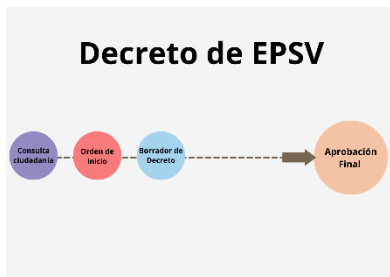 Decreto de EPSV
Consulta
ciudadanía
Orden de
inicio
Borrador de
Decreto
Aprobación
Final